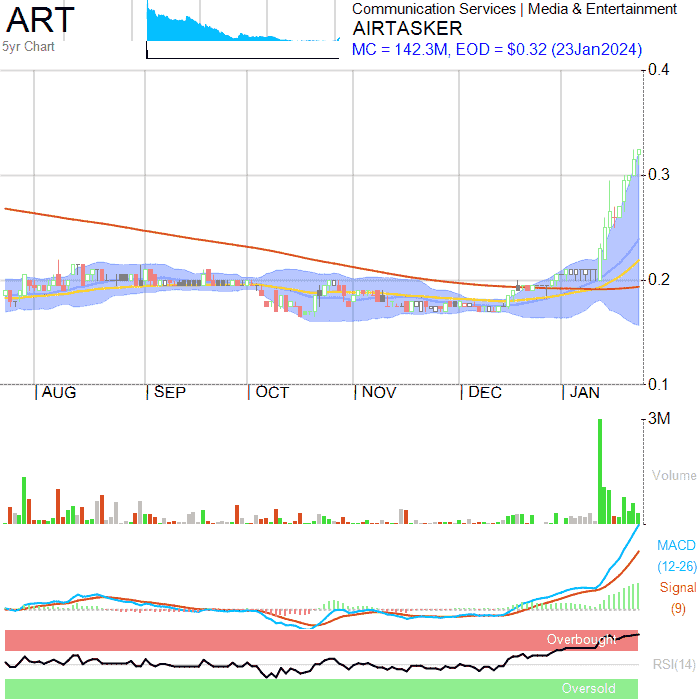 ART
5yr Chart
Communication Services | Media & Entertainment
AIRTASKER
MC = 142.3M, EOD = $0.32 (23Jan2024)
0.4
0.3
0.2
0.1
AUG SEP OCT NOV DEC JAN
3M
Volume
MACD
(12-26)
Signal
(9)
Overbought
RSI(14)
Oversold